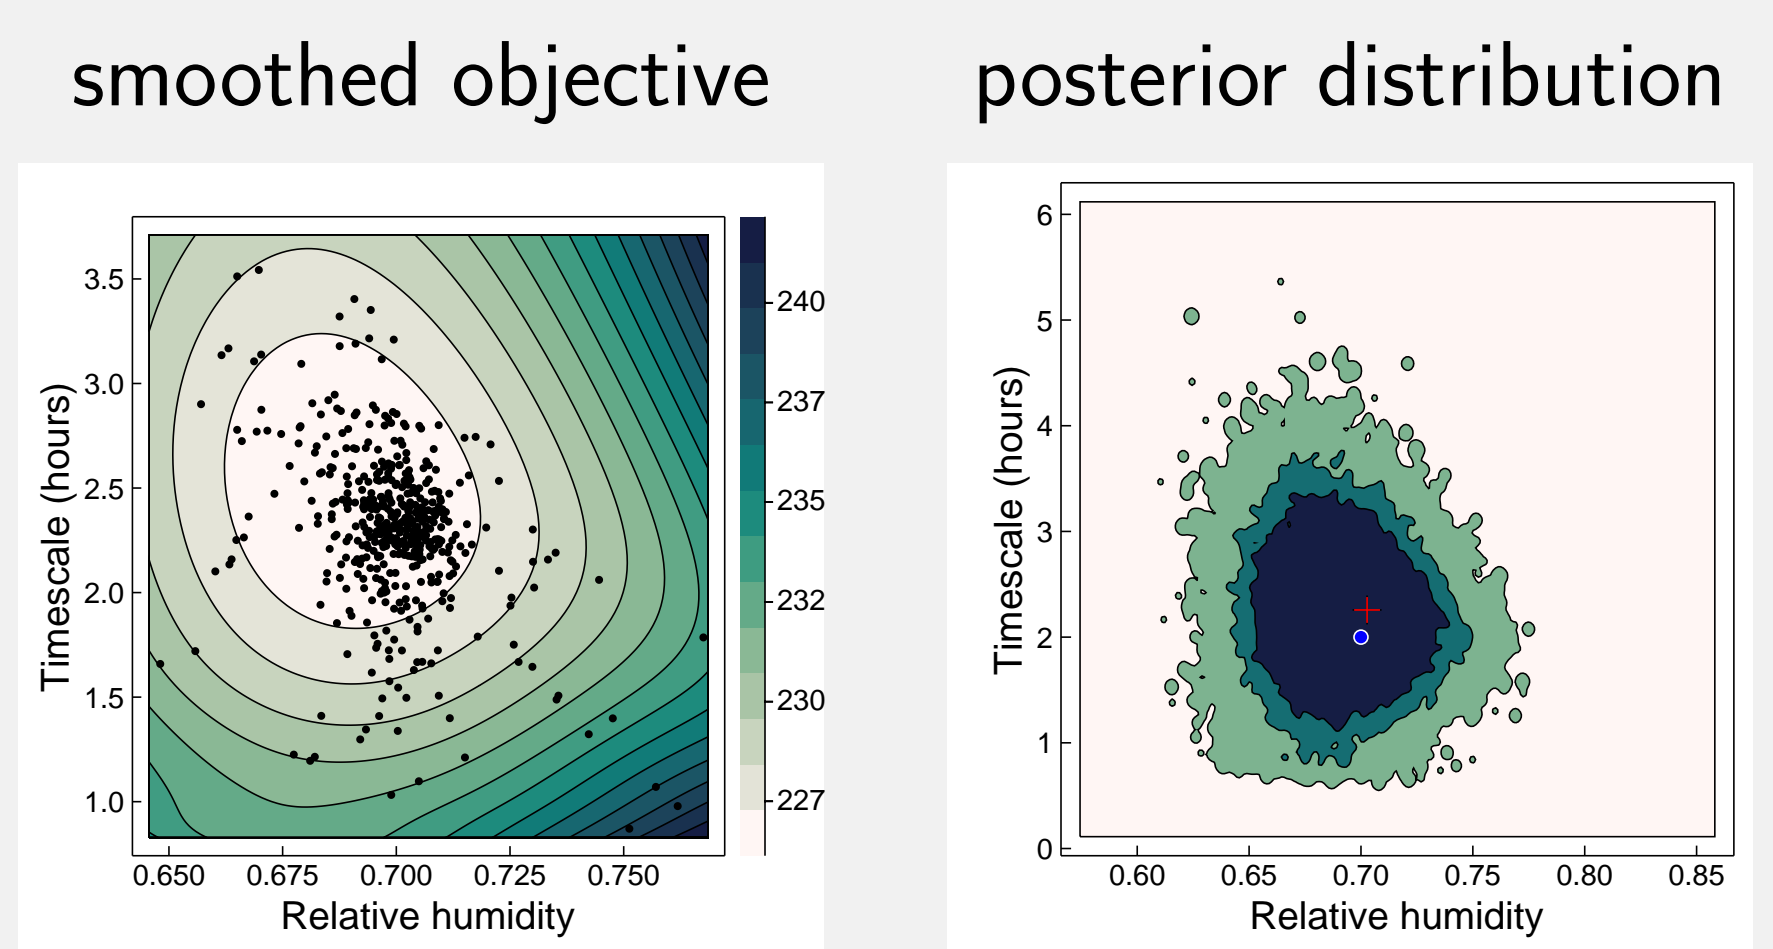 smoothed objective
posterior distribution
Timescale (hours)
3.5
3.0
2.5
2.0
1.5
1.0
0.650 0.675 0.700 0.725 0.750
Relative humidity
240
237
235
232
230
227
Timescale (hours)
6
5
4
3
2
1
0
0.60 0.65 0.70 0.75 0.80 0.85
Relative humidity